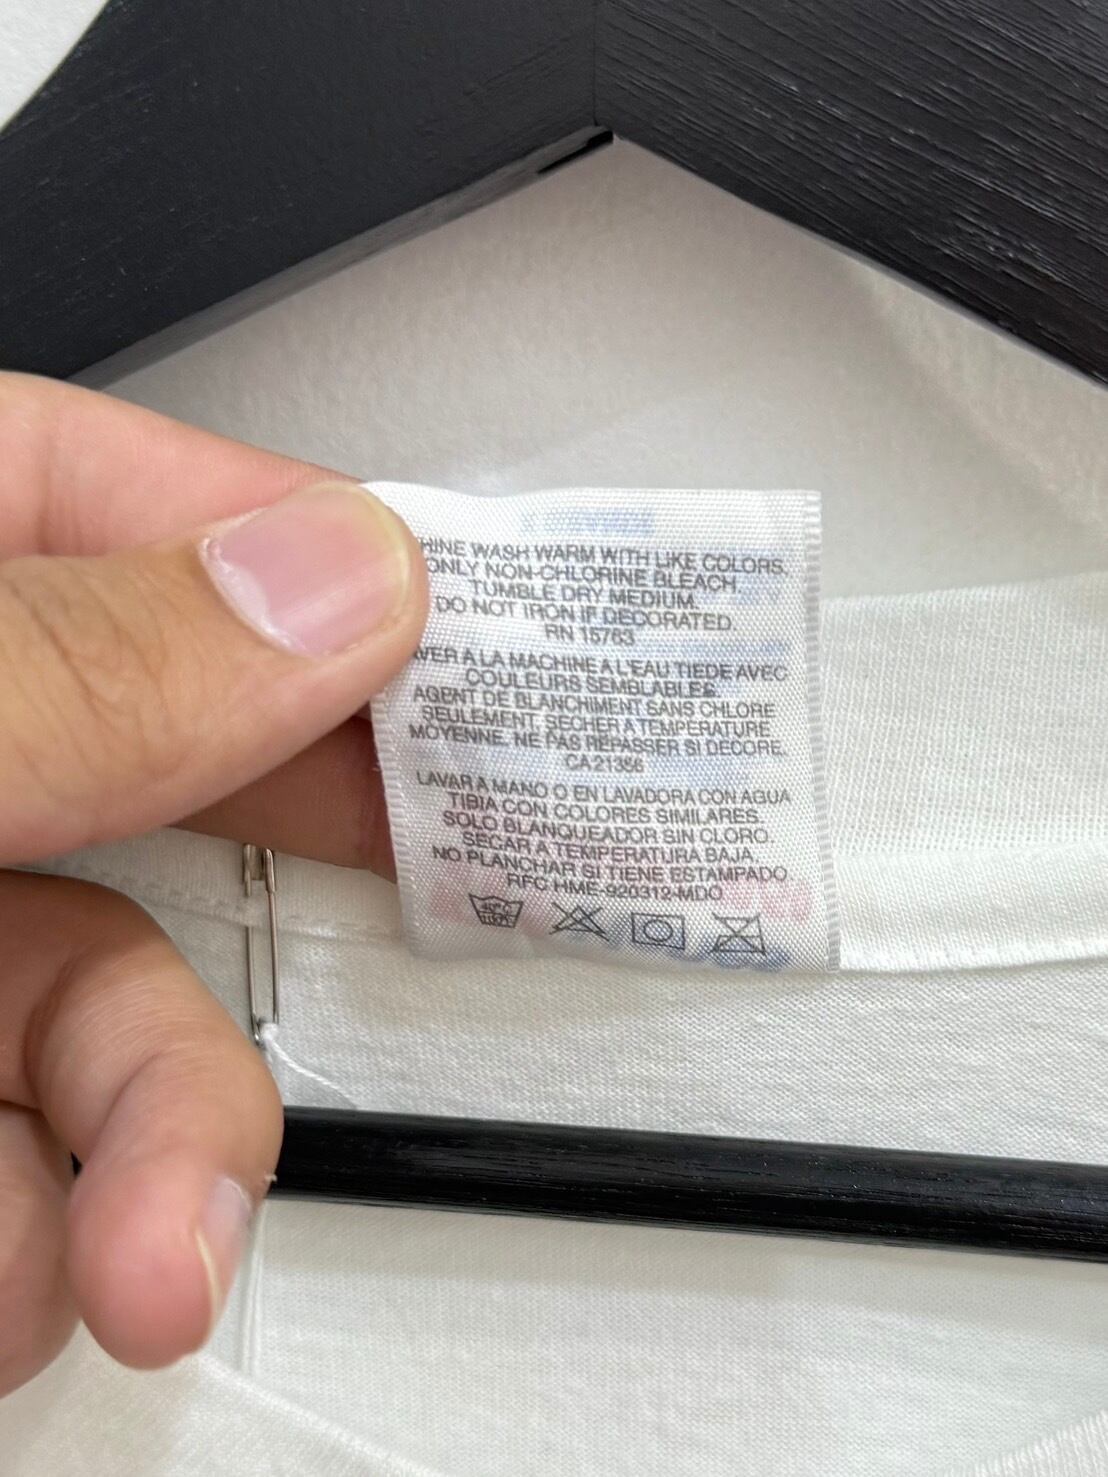 HINE WASH WARM WITH LIKE COLORS.
ONLY NON-CHLORINE BLEACH.
TUMBLE DRY MEDIUM.
DO NOT IRON IF DECORATED.
RN 15763
VER A LA MACHINE A L'EAU TIEDE AVEC
COULEURS SEMBLABLES.
AGENT DE BLANCHIMENT SANS CHLORE
SEULEMENT. SECHER A TEMPERATURE
MOYENNE. NE PAS REPASSER SI DECORE.
CA 21356
LAVAR A MANO O EN LAVADORA CON AGUA
TIBIA CON COLORES SIMILARES.
SOLO BLANQUEADOR SIN CLORO.
SECAR A TEMPERATURA BAJA.
NO PLANCHAR SI TIENE ESTAMPADO
RFC HME-920312-MDO
40°C